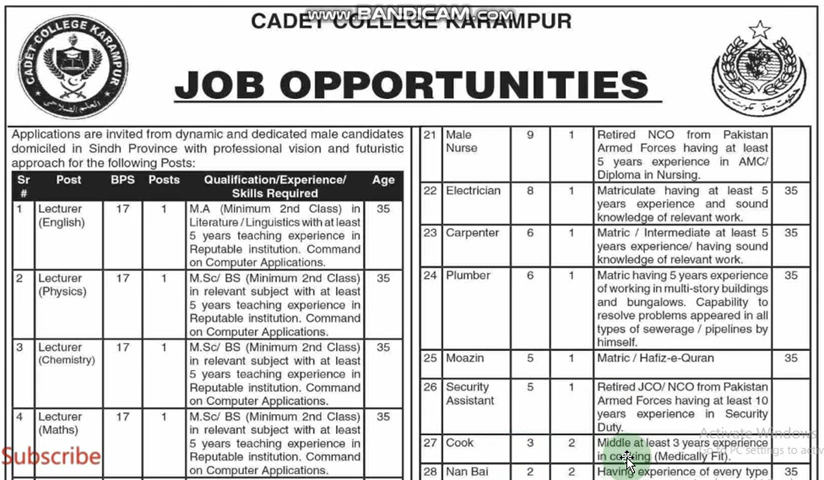 www.BANDICAM.com
CADET COLLEGE KARAMPUR
CADET COLLEGE KARAMPUR
JOB OPPORTUNITIES
Applications are invited from dynamic and dedicated male candidates
domiciled in Sindh Province with professional vision and futuristic
approach for the following Posts:
Sr # Post BPS Posts Qualification/Experience/ Age
Skills Required
1 Lecturer 17 1 M.A (Minimum 2nd Class) in 35
(English) Literature / Linguistics with at least
5 years teaching experience in
Reputable institution. Command
on Computer Applications.
2 Lecturer 17 1 M.Sc/ BS (Minimum 2nd Class) 35
(Physics) in relevant subject with at least
5 years teaching experience in
Reputable institution. Command
on Computer Applications.
3 Lecturer 17 1 M.Sc/ BS (Minimum 2nd Class) 35
(Chemistry) in relevant subject with at least
5 years teaching experience in
Reputable institution. Command
on Computer Applications.
4 Lecturer 17 1 M.Sc/ BS (Minimum 2nd Class) 35
(Maths) in relevant subject with at least
5 years teaching experience in
Reputable institution. Command
on Computer Applications.
Subscribe
21 Male 9 1 Retired NCO from Pakistan
Nurse Armed Forces having at least
5 years experience in AMC/
Diploma in Nursing.
22 Electrician 8 1 Matriculate having at least 5 35
years experience and sound
knowledge of relevant work.
23 Carpenter 6 1 Matric / Intermediate at least 5 35
years experience/ having sound
knowledge of relevant work.
24 Plumber 6 1 Matric having 5 years experience 35
of working in multi-story buildings
and bungalows. Capability to
resolve problems appeared in all
types of sewerage / pipelines by
himself.
25 Moazin 5 1 Matric / Hafiz-e-Quran 35
26 Security 5 1 Retired JCO/ NCO from Pakistan
Assistant Armed Forces having at least 10
years experience in Security
Duty.
27 Cook 3 2 Middle at least 3 years experience
in cooking (Medically Fit).
28 Nan Bai 2 2 Having experience of every type 35
Activate Windows
PC settings to activ